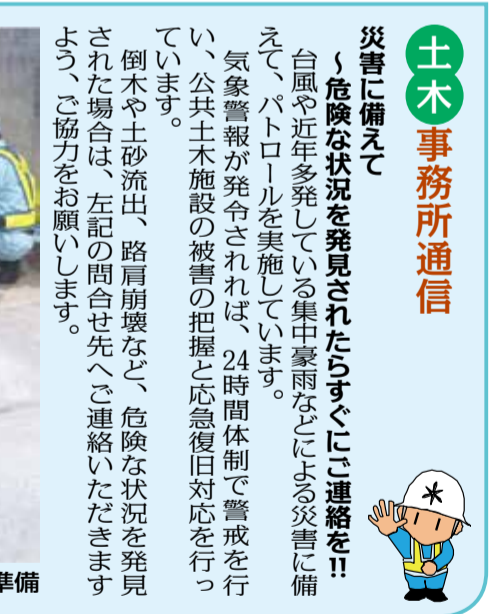 土木事務所通信
災害に備えて
～危険な状況を発見されたらすぐにご連絡を!!
台風や近年多発している集中豪雨などによる災害に備
えて、パトロールを実施しています。
気象警報が発令されれば、24時間体制で警戒を行
い、公共土木施設の被害の把握と応急復旧対応を行っ
ています。
倒木や土砂流出、路肩崩壊など、危険な状況を発見
された場合は、左記の問合せ先へご連絡いただきます
よう、ご協力をお願いします。
準備